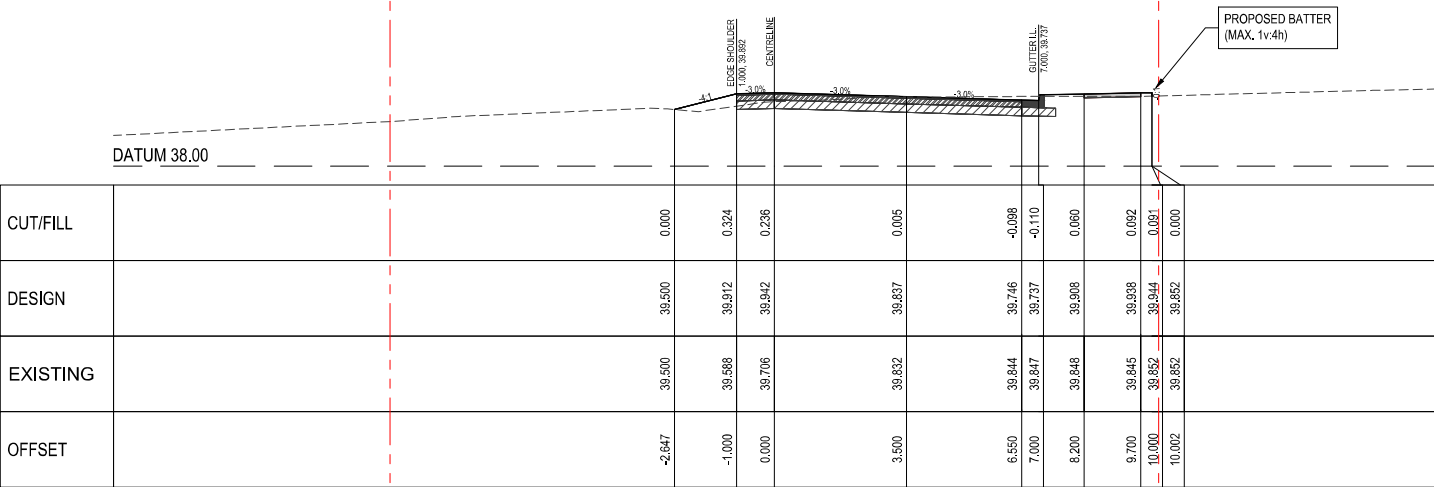 PROPOSED BATTER
(MAX. 1v:4h)
EDGE SHOULDER
1.000, 39.892
CENTRELINE
GUTTER I.L.
7.000, 39.737
-4:1
-3.0%
-3.0%
-3.0%
DATUM 38.00
CUT/FILL 0.000 0.324 0.236 0.005 -0.098 -0.110 0.060 0.092 0.091 0.000
DESIGN 39.500 39.912 39.942 39.837 39.746 39.737 39.908 39.938 39.944 39.852
EXISTING 39.500 39.588 39.706 39.832 39.844 39.847 39.848 39.845 39.852 39.852
OFFSET -2.647 -1.000 0.000 3.500 6.550 7.000 8.200 9.700 10.000 10.002